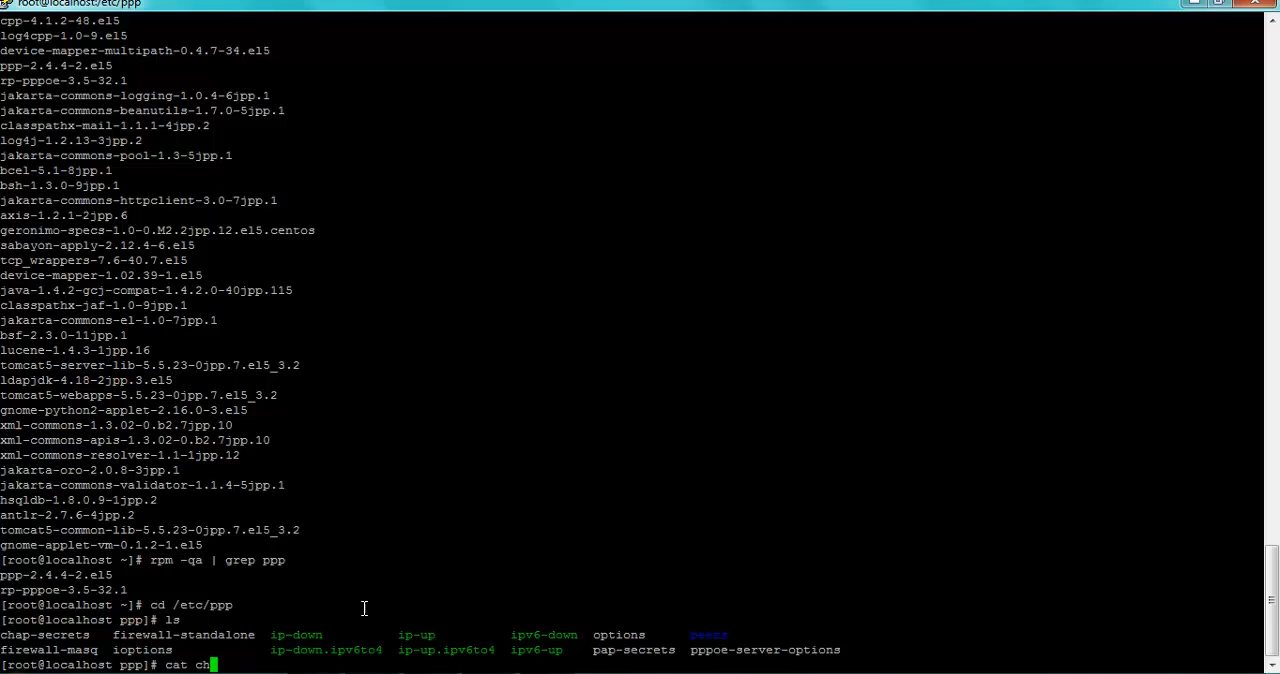 root@localhost:/etc/ppp
cpp-4.1.2-48.el5
log4cpp-1.0-9.el5
device-mapper-multipath-0.4.7-34.el5
ppp-2.4.4-2.el5
rp-pppoe-3.5-32.1
jakarta-commons-logging-1.0.4-6jpp.1
jakarta-commons-beanutils-1.7.0-5jpp.1
classpathx-mail-1.1.1-4jpp.2
log4j-1.2.13-3jpp.2
jakarta-commons-pool-1.3-5jpp.1
bcel-5.1-8jpp.1
bsh-1.3.0-9jpp.1
jakarta-commons-httpclient-3.0-7jpp.1
axis-1.2.1-2jpp.6
geronimo-specs-1.0-0.M2.2jpp.12.el5.centos
sabayon-apply-2.12.4-6.el5
tcp_wrappers-7.6-40.7.el5
device-mapper-1.02.39-1.el5
java-1.4.2-gcj-compat-1.4.2.0-40jpp.115
classpathx-jaf-1.0-9jpp.1
jakarta-commons-el-1.0-7jpp.1
bsf-2.3.0-11jpp.1
lucene-1.4.3-1jpp.16
tomcat5-server-lib-5.5.23-0jpp.7.el5_3.2
ldapjdk-4.18-2jpp.3.el5
tomcat5-webapps-5.5.23-0jpp.7.el5_3.2
gnome-python2-applet-2.16.0-3.el5
xml-commons-1.3.02-0.b2.7jpp.10
xml-commons-apis-1.3.02-0.b2.7jpp.10
xml-commons-resolver-1.1-1jpp.12
jakarta-oro-2.0.8-3jpp.1
jakarta-commons-validator-1.1.4-5jpp.1
hsqldb-1.8.0.9-1jpp.2
antlr-2.7.6-4jpp.2
tomcat5-common-lib-5.5.23-0jpp.7.el5_3.2
gnome-applet-vm-0.1.2-1.el5
[root@localhost ~]# rpm -qa | grep ppp
ppp-2.4.4-2.el5
rp-pppoe-3.5-32.1
[root@localhost ~]# cd /etc/ppp
[root@localhost ppp]# ls
chap-secrets firewall-standalone ip-down ip-up ipv6-down options peers
firewall-masq ioptions ip-down.ipv6to4 ip-up.ipv6to4 ipv6-up pap-secrets pppoe-server-options
[root@localhost ppp]# cat ch